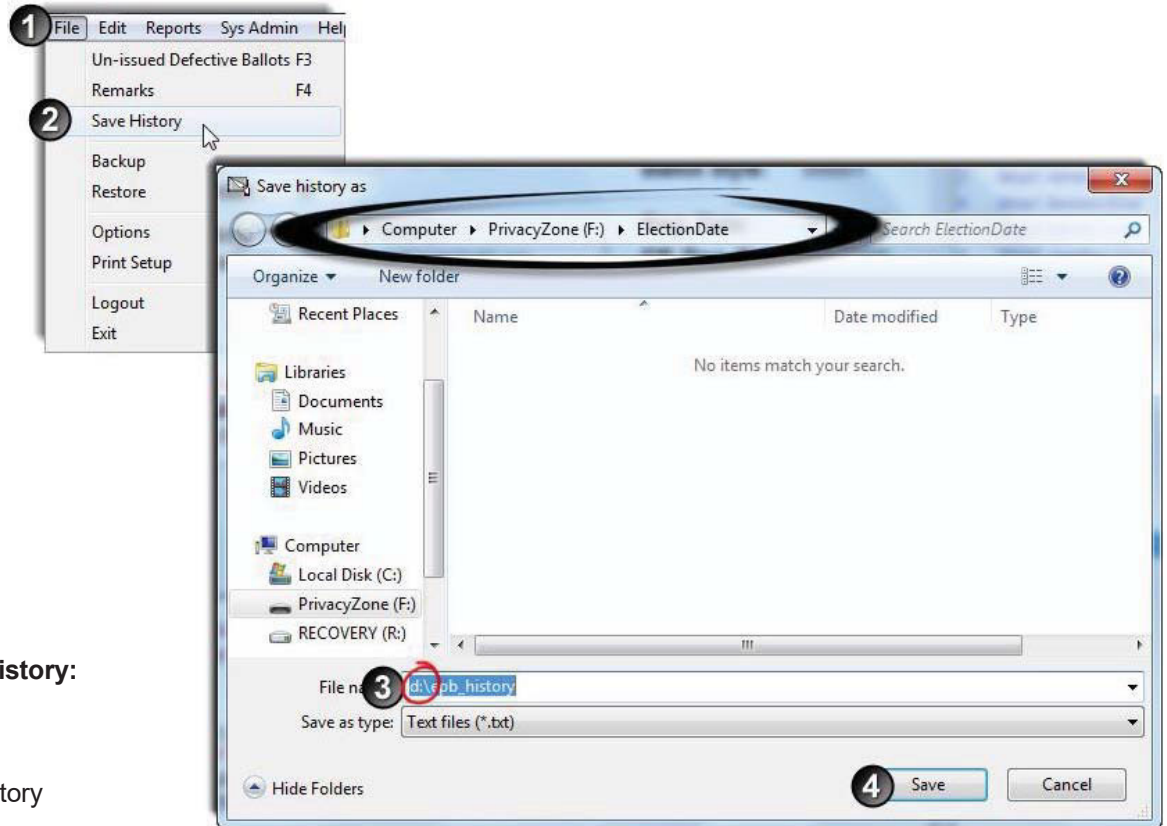 1 File Edit Reports Sys Admin
Un-issued Defective Ballots F3
Remarks F4
2 Save History
Backup
Restore
Options
Print Setup
Logout
Exit
Save history as
Computer PrivacyZone (F:) ElectionDate
Search ElectionDate
Organize New folder
Recent Places
Libraries
Documents
Music
Pictures
Videos
Computer
Local Disk (C:)
PrivacyZone (F:)
RECOVERY (R:)
Name Date modified Type
No items match your search.
istory:
tory
File na 3 d:\epb_history
Save as type: Text files (*.txt)
Hide Folders
4 Save Cancel